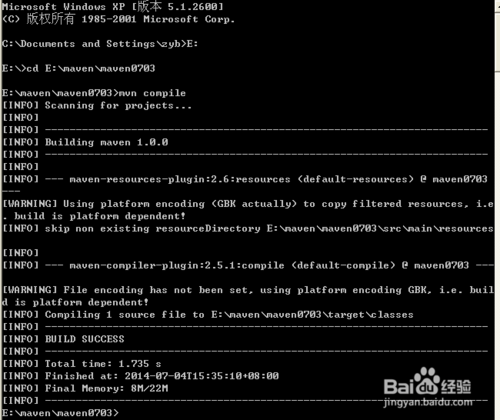 Microsoft Windows XP [版本 5.1.2600]
(C) 版权所有 1985-2001 Microsoft Corp.
C:\Documents and Settings\zyb>E:
E:\>cd E:\maven\maven0703
E:\maven\maven0703>mvn compile
[INFO] Scanning for projects...
[INFO]
[INFO] ------------------------------------------------------------------------
[INFO] Building maven 1.0.0
[INFO] ------------------------------------------------------------------------
[INFO]
[INFO] --- maven-resources-plugin:2.6:resources (default-resources) @ maven0703
---
[WARNING] Using platform encoding (GBK actually) to copy filtered resources, i.e
. build is platform dependent!
[INFO] skip non existing resourceDirectory E:\maven\maven0703\src\main\resources
[INFO]
[INFO] --- maven-compiler-plugin:2.5.1:compile (default-compile) @ maven0703 ---
[WARNING] File encoding has not been set, using platform encoding GBK, i.e. buil
d is platform dependent!
[INFO] Compiling 1 source file to E:\maven\maven0703\target\classes
[INFO] ------------------------------------------------------------------------
[INFO] BUILD SUCCESS
[INFO] ------------------------------------------------------------------------
[INFO] Total time: 1.735 s
[INFO] Finished at: 2014-07-04T15:35:10+08:00
[INFO] Final Memory: 8M/22M
[INFO] ------------------------------------------------------------------------
E:\maven\maven0703>
Baidu经验
jingyan.baidu.com